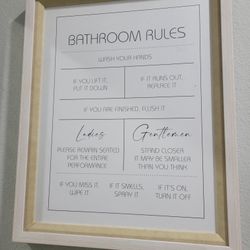 BATHROOM RULES
WASH YOUR HANDS
IF YOU LIFT IT,
PUT IT DOWN
IF IT RUNS OUT,
REPLACE IT
IF YOU ARE FINISHED, FLUSH IT
Ladies
PLEASE REMAIN SEATED
FOR THE ENTIRE
PERFORMANCE
Gentlemen
STAND CLOSER
IT MAY BE SMALLER
THAN YOU THINK
IF YOU MISS IT,
WIPE IT
IF IT SMELLS,
SPRAY IT
IF IT'S ON,
TURN IT OFF